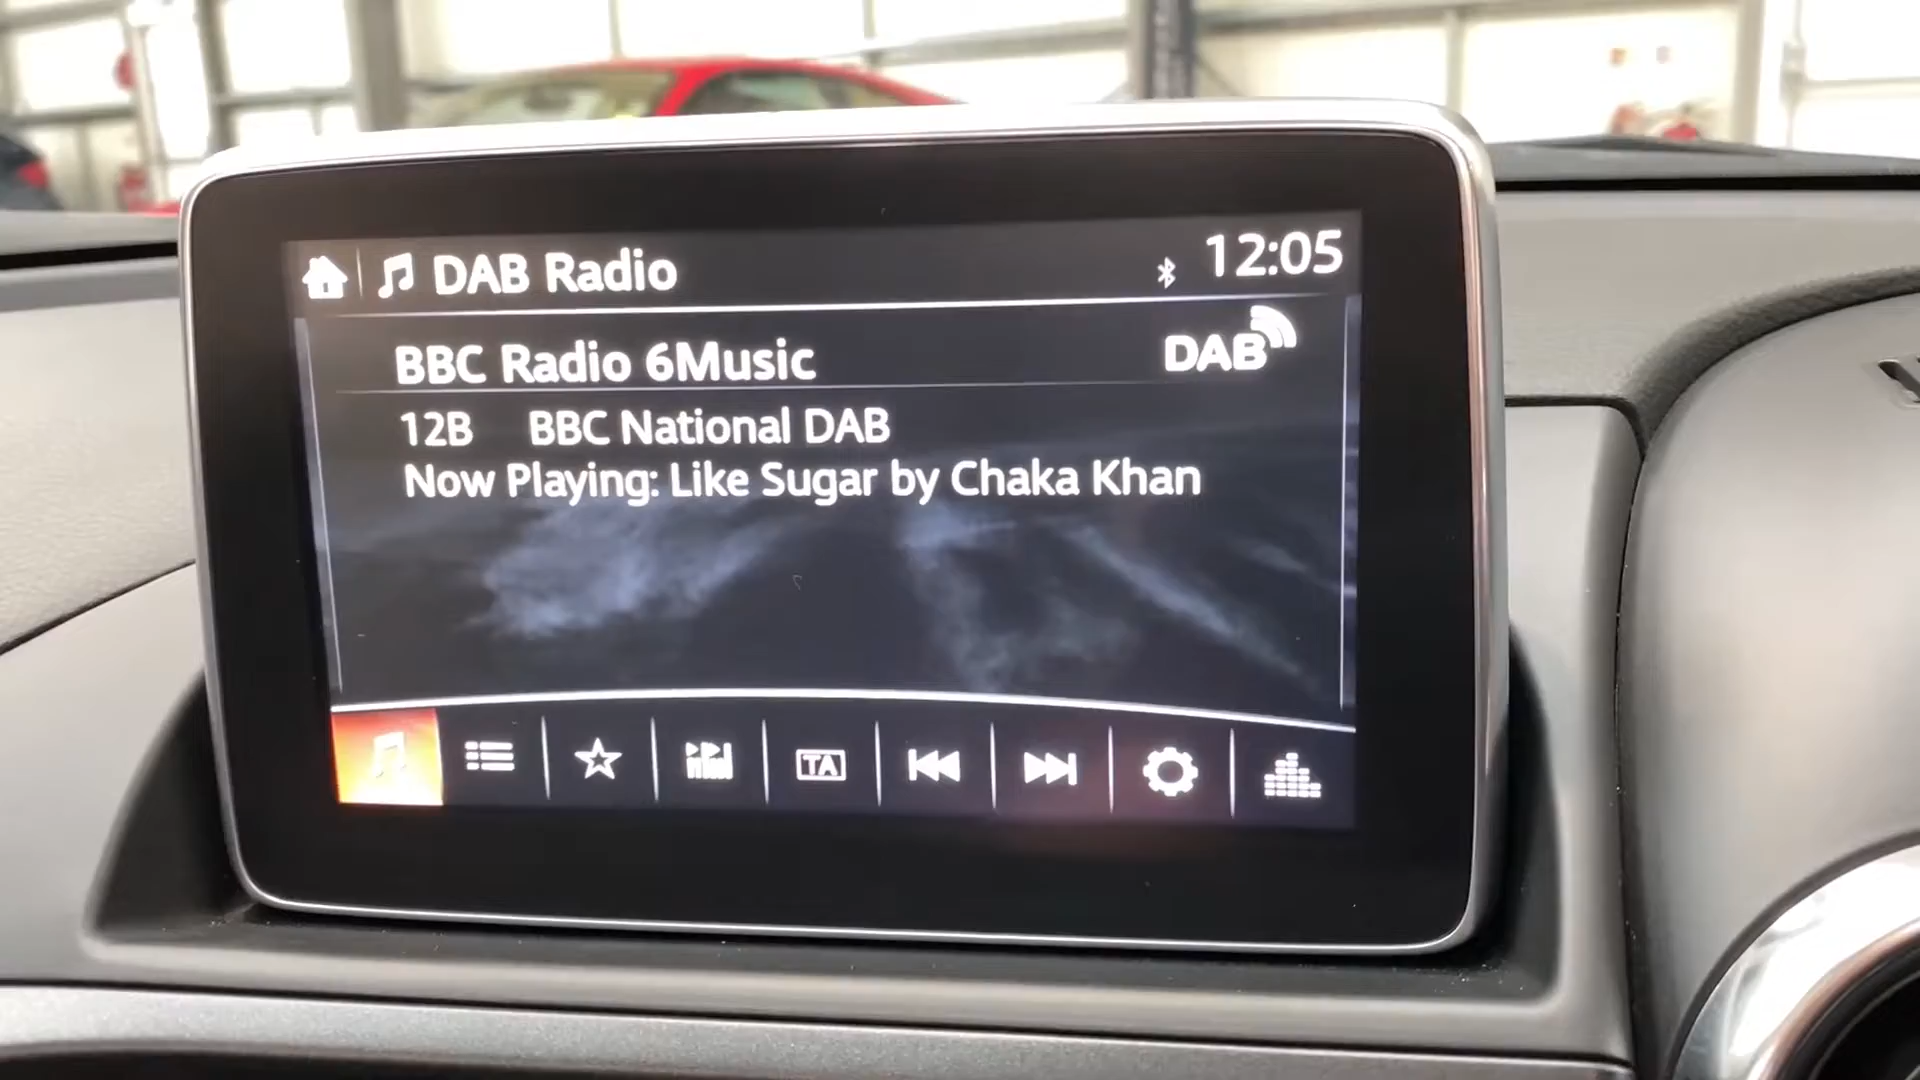 DAB Radio
12:05
BBC Radio 6Music
DAB
12B BBC National DAB
Now Playing: Like Sugar by Chaka Khan
TA